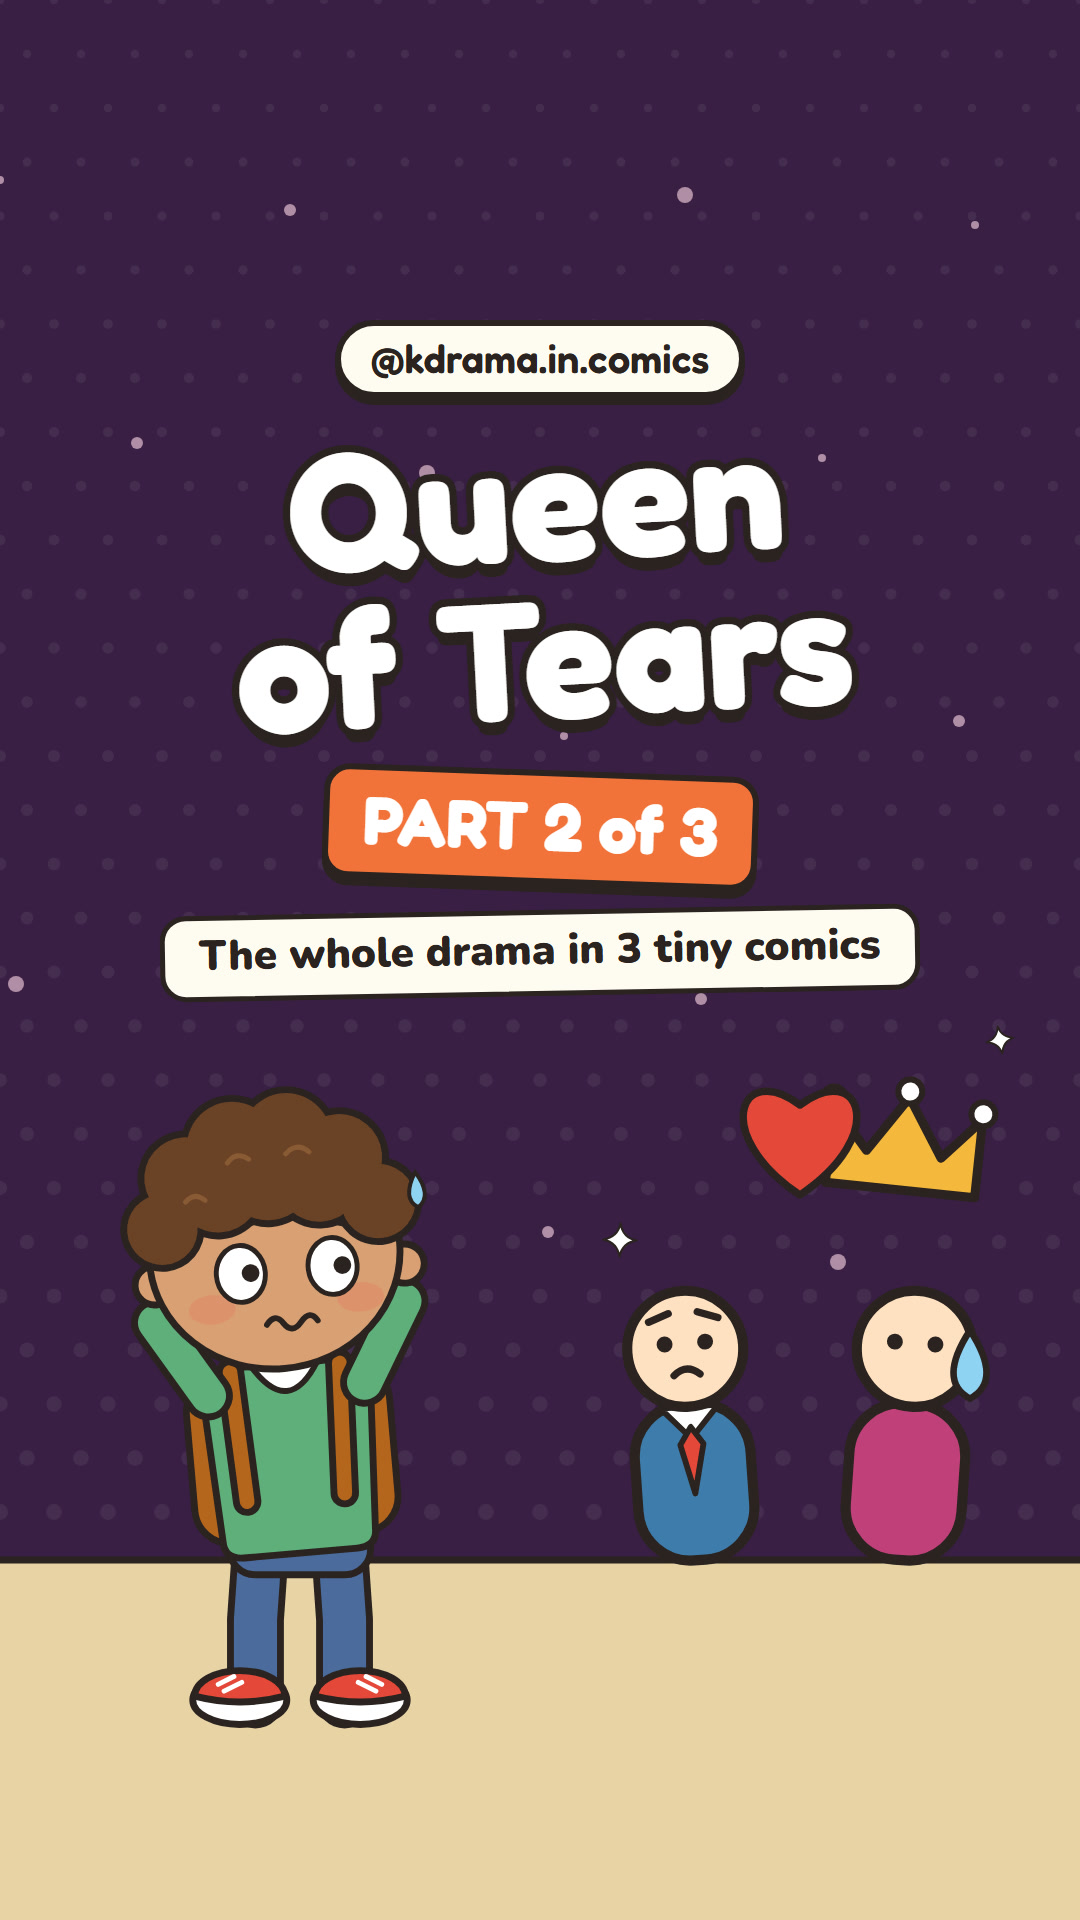 @kdrama.in.comics
Queen
of Tears
PART 2 of 3
The whole drama in 3 tiny comics